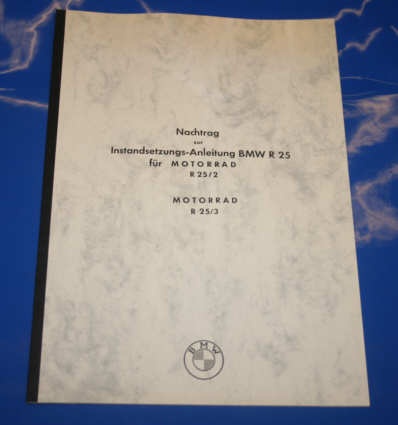 Nachtrag
zur
Instandsetzungs-Anleitung BMW R 25
für MOTORRAD
R 25/2
MOTORRAD
R 25/3
BMW